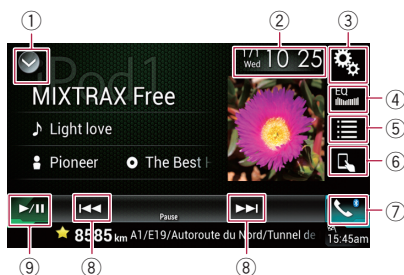 ① ② ③
iPod1
1/1 Wed 10 25
MIXTRAX Free
EQ ④
Light love
⑤
Pioneer The Best H
⑥
Pause
⑦
8585 km A1/E19/Autoroute du Nord/Tunnel de
15:45am
⑨ ⑧ ⑧